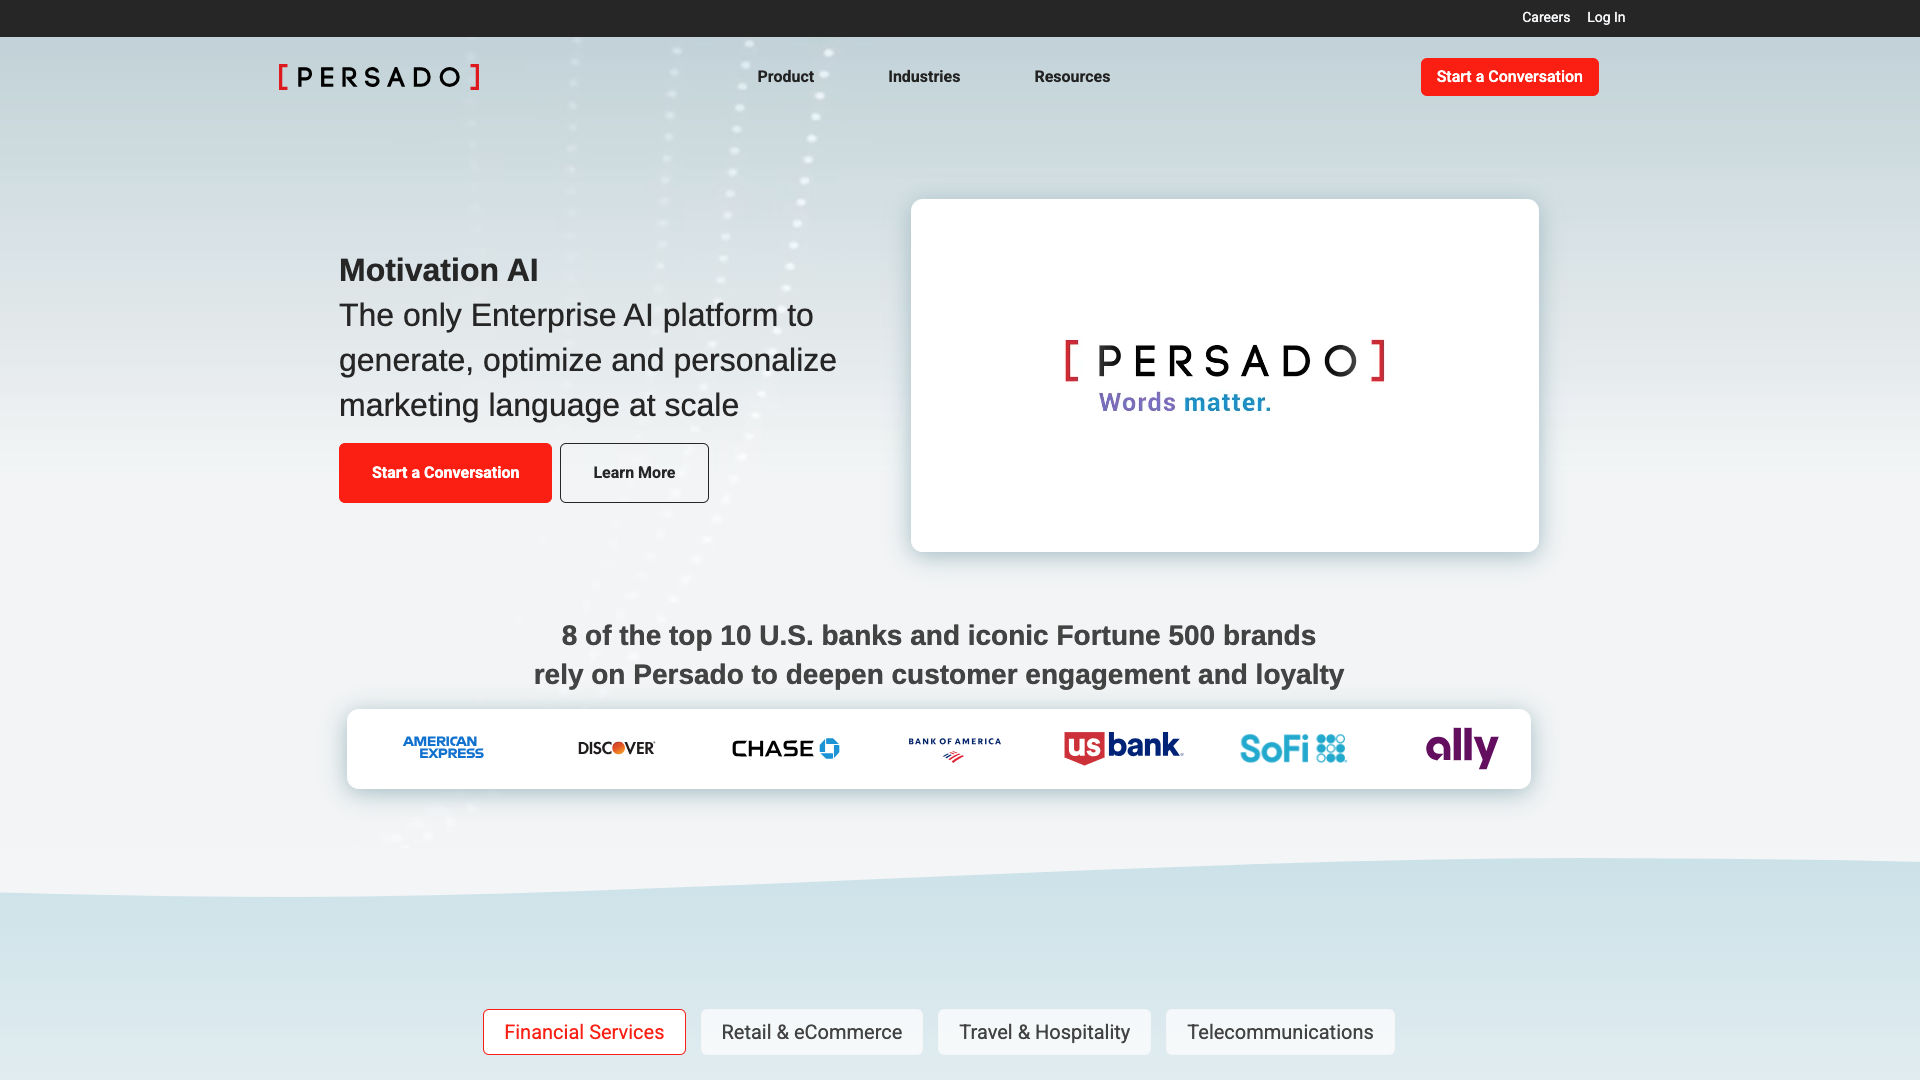 Careers Log In
[ PERSADO ]
Product Industries Resources
Start a Conversation
Motivation AI
The only Enterprise AI platform to
generate, optimize and personalize
marketing language at scale
Start a Conversation
Learn More
[ PERSADO ]
Words matter.
8 of the top 10 U.S. banks and iconic Fortune 500 brands
rely on Persado to deepen customer engagement and loyalty
AMERICAN
EXPRESS
DISCOVER
CHASE
BANK OF AMERICA
usbank
SoFi
ally
Financial Services
Retail & eCommerce
Travel & Hospitality
Telecommunications